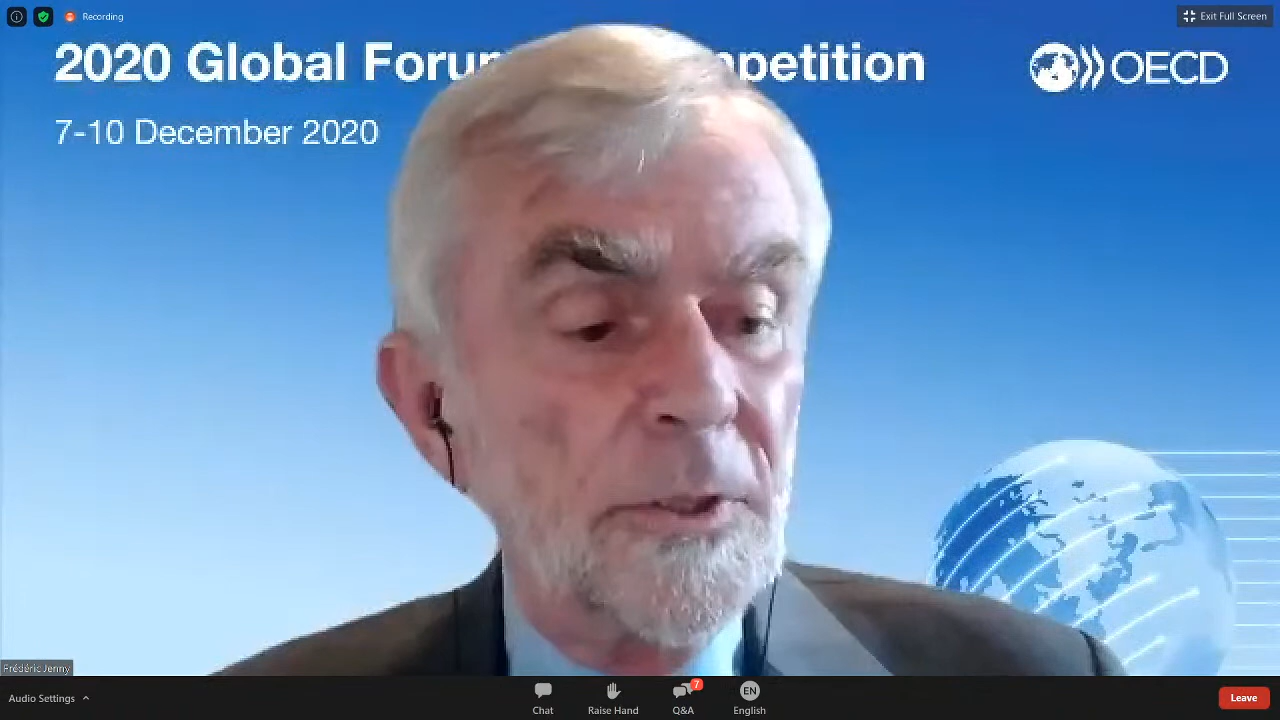 Recording
Exit Full Screen
2020 Global Foru petition
OECD
7-10 December 2020
Frédéric Jenny
Audio Settings
Chat
Raise Hand
7
Q&A
EN
English
Leave